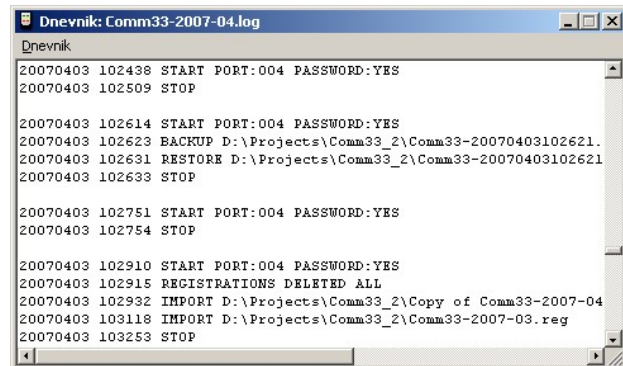 Dnevnik: Comm33-2007-04.log
Dnevnik
20070403 102438 START PORT:004 PASSWORD:YES
20070403 102509 STOP
20070403 102614 START PORT:004 PASSWORD:YES
20070403 102623 BACKUP D:\Projects\Comm33_2\Comm33-20070403102621.
20070403 102631 RESTORE D:\Projects\Comm33_2\Comm33-20070403102621
20070403 102633 STOP
20070403 102751 START PORT:004 PASSWORD:YES
20070403 102754 STOP
20070403 102910 START PORT:004 PASSWORD:YES
20070403 102915 REGISTRATIONS DELETED ALL
20070403 102932 IMPORT D:\Projects\Comm33_2\Copy of Comm33-2007-04
20070403 103118 IMPORT D:\Projects\Comm33_2\Comm33-2007-03.reg
20070403 103253 STOP